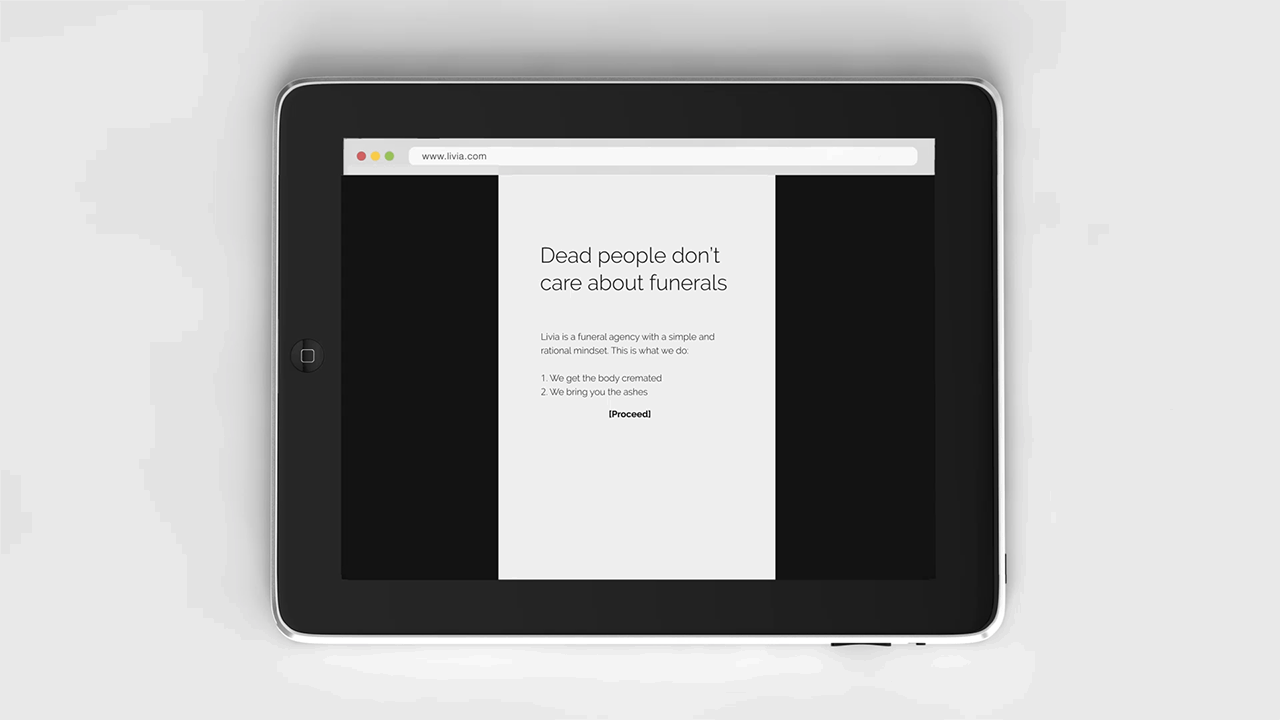 www.livia.com
Dead people don't
care about funerals
Livia is a funeral agency with a simple and
rational mindset. This is what we do:
1. We get the body cremated
2. We bring you the ashes
[Proceed]